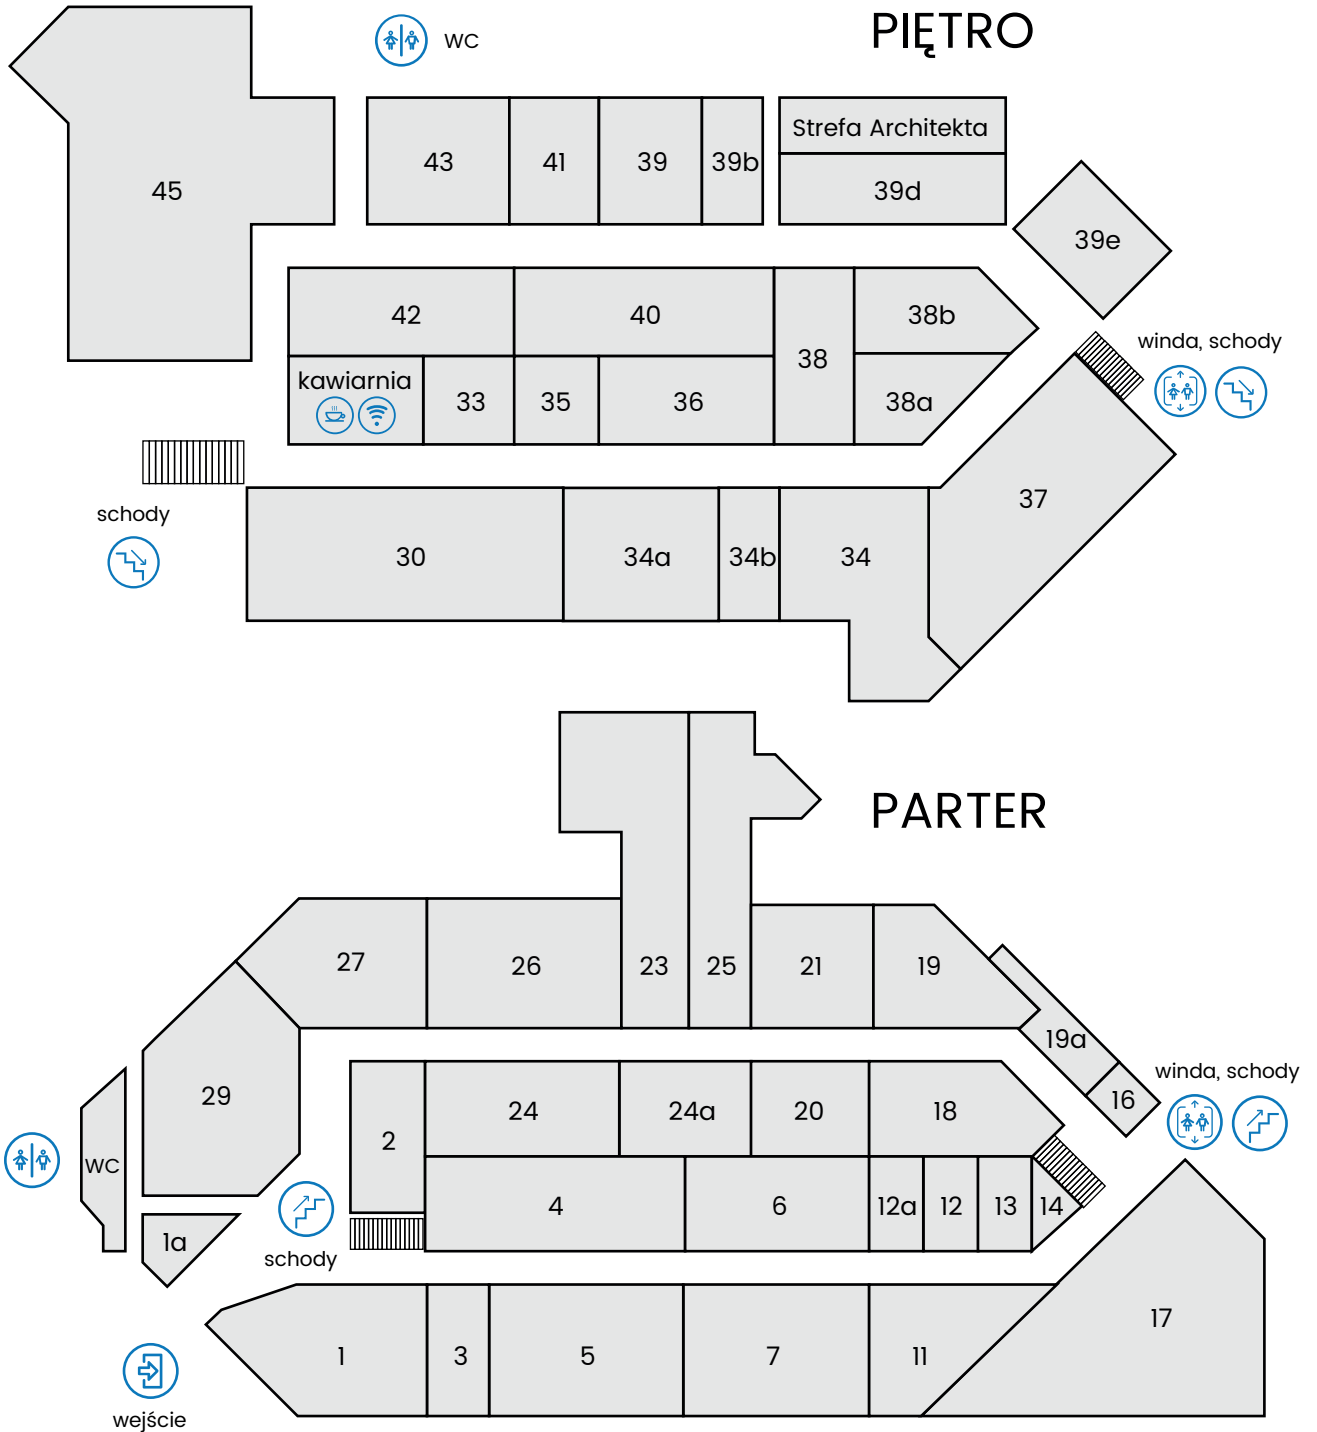 PIĘTRO
WC
43
41
39
39b
Strefa Architekta
39d
45
39e
42
40
38
38b
winda, schody
kawiarnia
33
35
36
38a
schody
30
34a
34b
34
37
PARTER
27
26
23
25
21
19
19a
winda, schody
16
29
2
24
24a
20
18
WC
4
6
12a
12
13
14
1a
schody
1
3
5
7
11
17
wejście